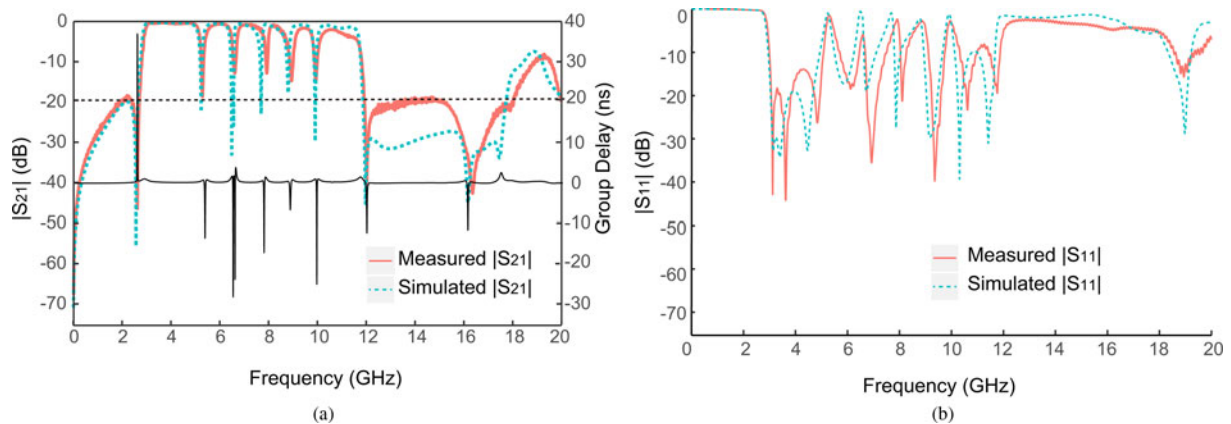 0
-10
-20
-30
-40
-50
-60
-70
|S21| (dB)
40
30
20
10
0
-10
-20
-30
Group Delay (ns)
Measured |S21|
Simulated |S21|
0 2 4 6 8 10 12 14 16 18 20
Frequency (GHz)
(a)
0
-10
-20
-30
-40
-50
-60
-70
|S11| (dB)
Measured |S11|
Simulated |S11|
0 2 4 6 8 10 12 14 16 18 20
Frequency (GHz)
(b)